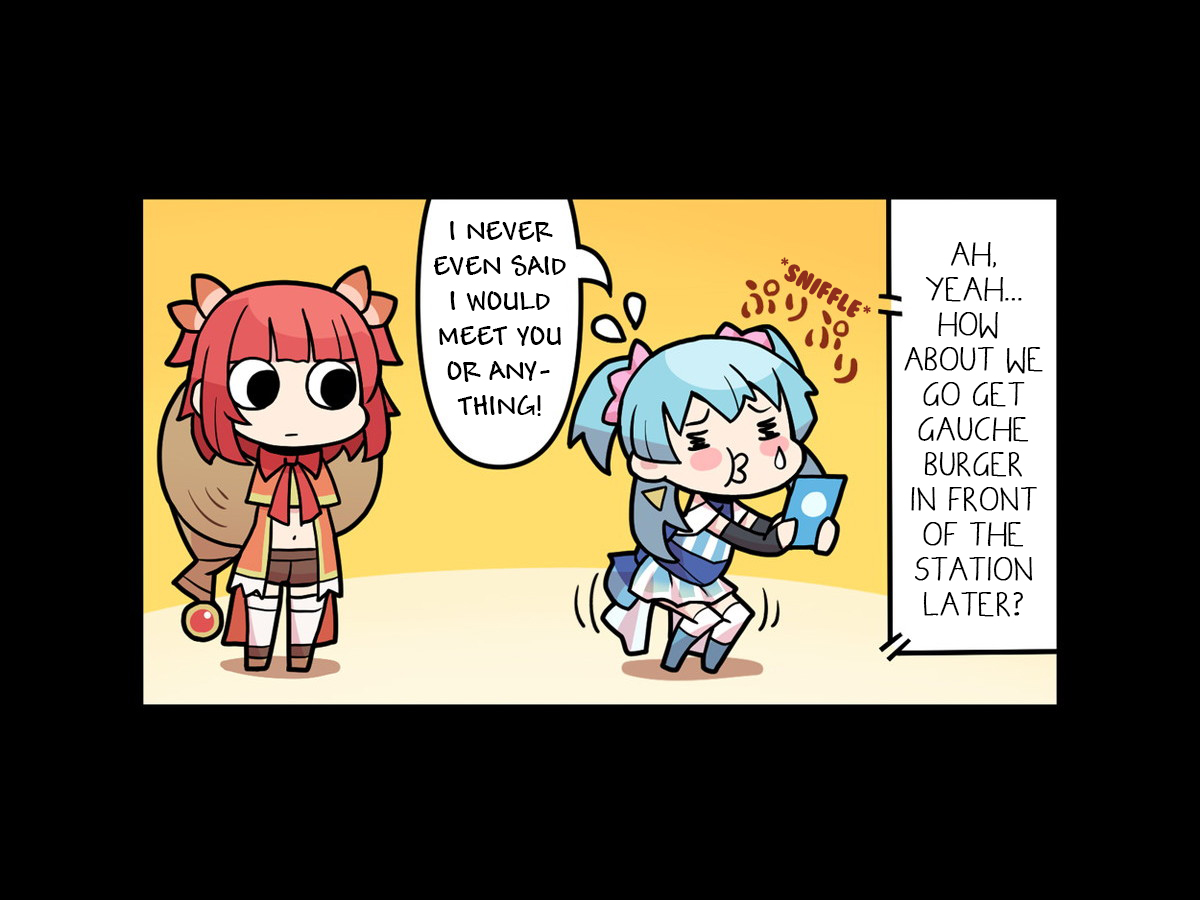 I NEVER
EVEN SAID
I WOULD
MEET YOU
OR ANY-
THING!
*SNIFFLE*
ぷりぷり
AH,
YEAH...
HOW
ABOUT WE
GO GET
GAUCHE
BURGER
IN FRONT
OF THE
STATION
LATER?